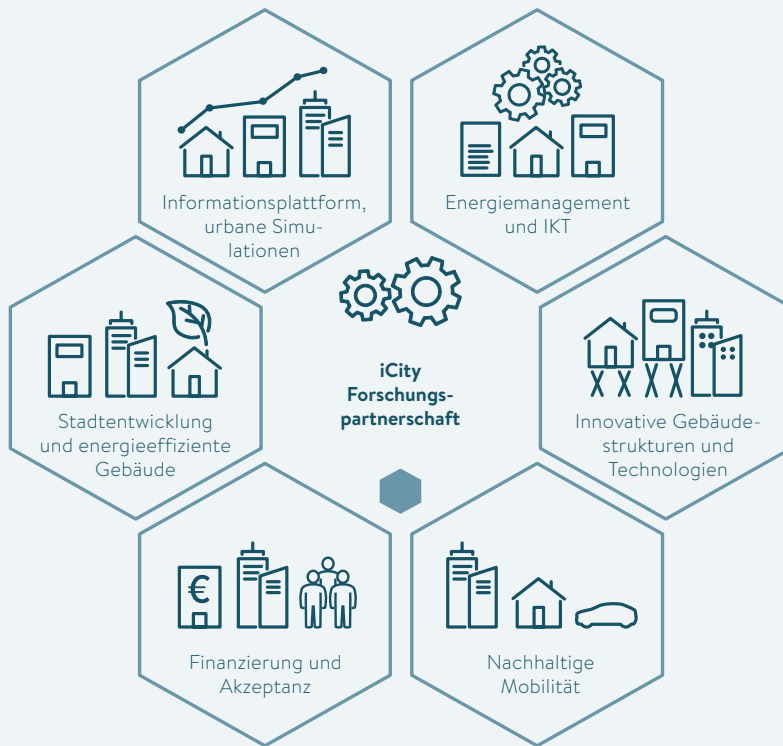 Informationsplattform,
urbane Simu-
lationen
Energiemanagement
und IKT
Stadtentwicklung
und energieeffiziente
Gebäude
iCity
Forschungs-
partnerschaft
Innovative Gebäude-
strukturen und
Technologien
€
Finanzierung und
Akzeptanz
Nachhaltige
Mobilität